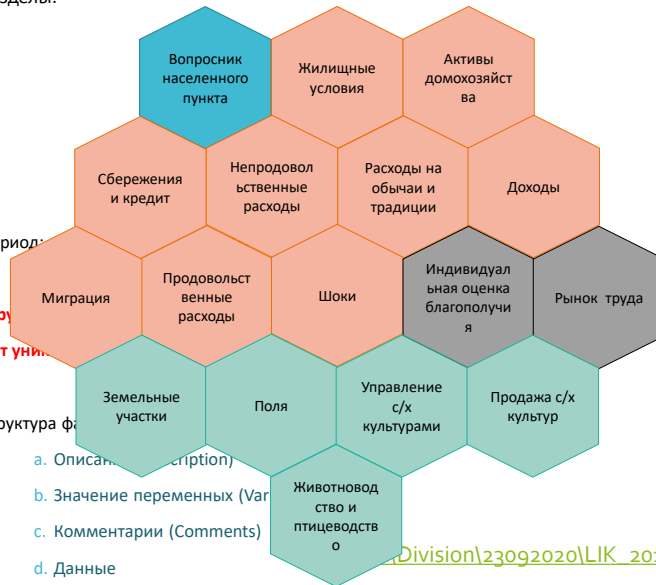 Вопросник
населенного
пункта
Жилищные
условия
Активы
домохозяйст
ва
Сбережения
и кредит
Непродовол
ьственные
расходы
Расходы на
обычаи и
традиции
Доходы
Миграция
Продовольст
венные
расходы
Шоки
Индивидуал
ьная оценка
благополучи
я
Рынок труда
Земельные
участки
Поля
Управление
с/х
культурами
Продажа с/х
культур
Животновод
ство и
птицеводств
о
a. Описан cription)
b. Значение переменных (Var
c. Комментарии (Comments)
d. Данные
\Division\23092020\LIK_20